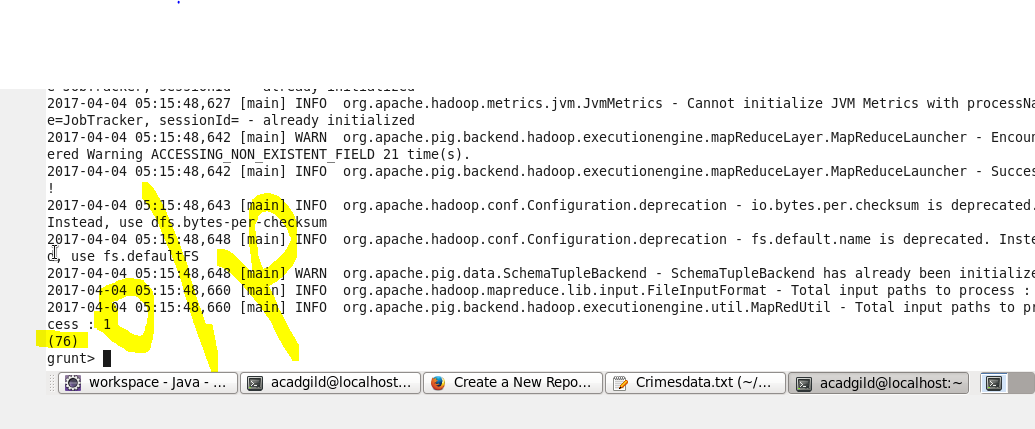 e=JobTracker, sessionId= - already initialized
2017-04-04 05:15:48,627 [main] INFO  org.apache.hadoop.metrics.jvm.JvmMetrics - Cannot initialize JVM Metrics with processNa
e=JobTracker, sessionId= - already initialized
2017-04-04 05:15:48,642 [main] WARN  org.apache.pig.backend.hadoop.executionengine.mapReduceLayer.MapReduceLauncher - Encoun
ered Warning ACCESSING_NON_EXISTENT_FIELD 21 time(s).
2017-04-04 05:15:48,642 [main] INFO  org.apache.pig.backend.hadoop.executionengine.mapReduceLayer.MapReduceLauncher - Succes
!
2017-04-04 05:15:48,643 [main] INFO  org.apache.hadoop.conf.Configuration.deprecation - io.bytes.per.checksum is deprecated.
Instead, use dfs.bytes-per-checksum
2017-04-04 05:15:48,648 [main] INFO  org.apache.hadoop.conf.Configuration.deprecation - fs.default.name is deprecated. Inste
d, use fs.defaultFS
2017-04-04 05:15:48,648 [main] WARN  org.apache.pig.data.SchemaTupleBackend - SchemaTupleBackend has already been initialize
2017-04-04 05:15:48,660 [main] INFO  org.apache.hadoop.mapreduce.lib.input.FileInputFormat - Total input paths to process :
2017-04-04 05:15:48,660 [main] INFO  org.apache.pig.backend.hadoop.executionengine.util.MapRedUtil - Total input paths to pr
cess : 1
(76)
grunt>
O/P
workspace - Java - ... acadgild@localhost... Create a New Repo... Crimesdata.txt (~/... acadgild@localhost:~